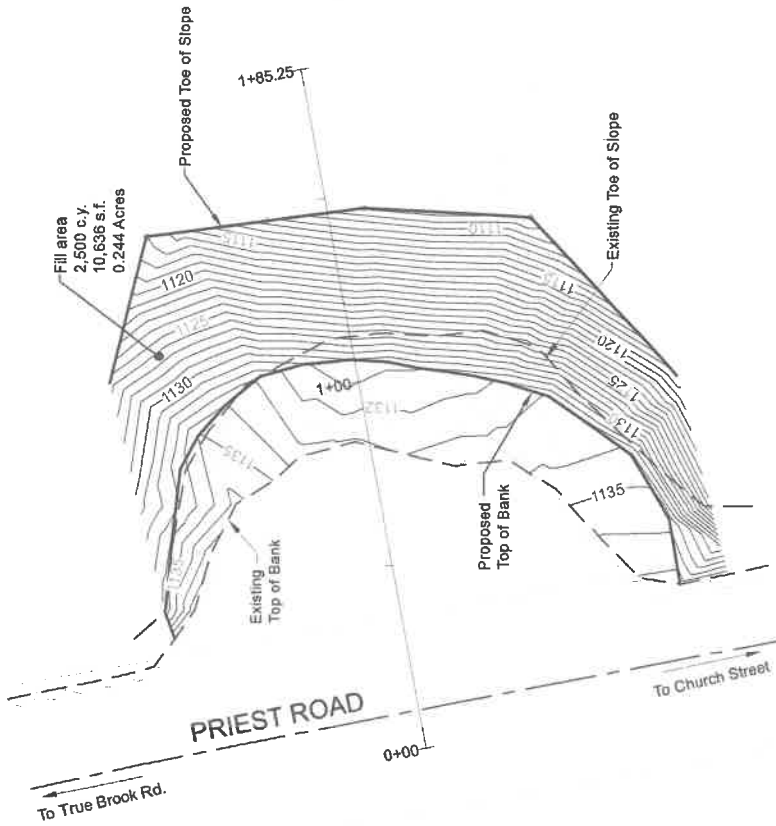 1+85.25
Proposed Toe of Slope
Fill area
2,500 c.y.
10,636 s.f.
0.244 Acres
1115
1120
1125
1130
1110
Existing Toe of Slope
1115
1120
1125
1+00
1132
1135
1135
1135
Proposed
Top of Bank
Existing
Top of Bank
PRIEST ROAD
To Church Street
0+00
To True Brook Rd.